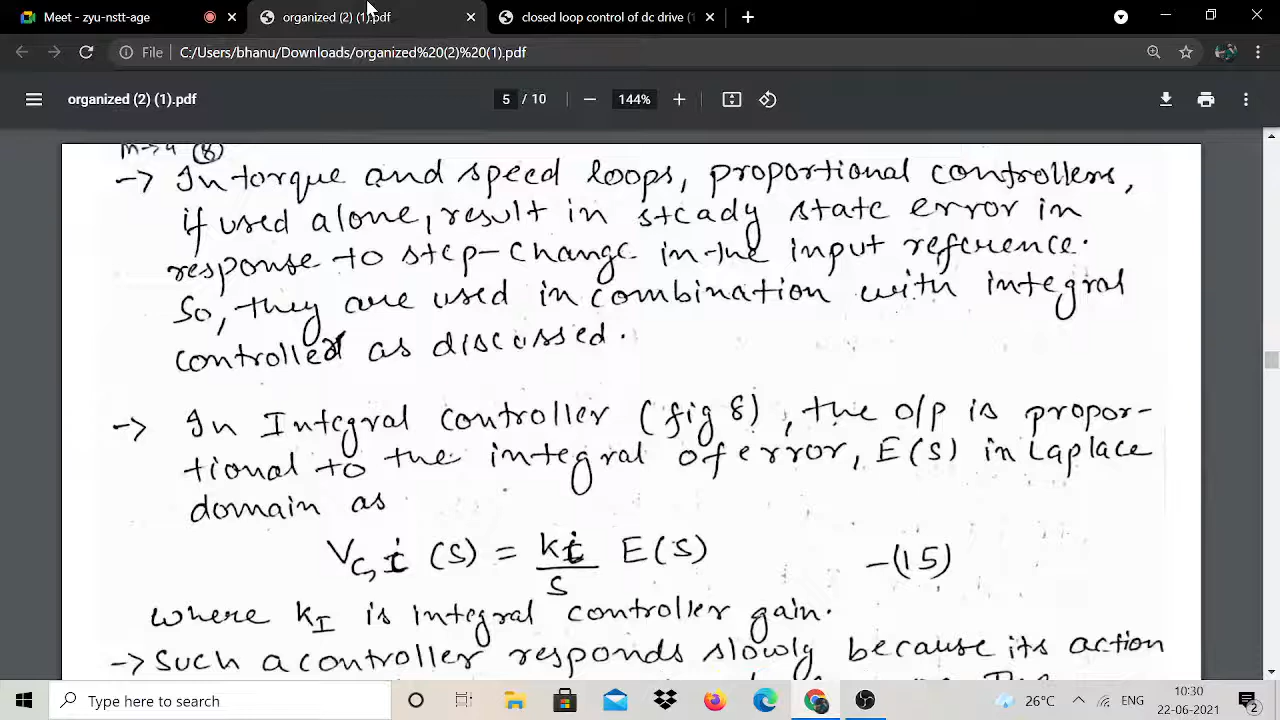 Meet - zyu-nstt-age
organized (2) (1).pdf
closed loop control of dc drive (1
File
C:/Users/bhanu/Downloads/organized%20(2)%20(1).pdf
organized (2) (1).pdf
5 / 10
144%
m→4 (8)
→ In torque and speed loops, proportional controllers,
if used alone, result in steady state error in
response to step-change in the input reference.
So, they are used in combination with integral
controller as discussed.
→ In Integral controller (fig 8), the o/p is propor-
tional to the integral of error, E(s) in Laplace
domain as
Vc,i (s) = ki/s E(s) -(15)
where kI is integral controller gain.
→ Such a controller responds slowly because its action
Type here to search
26°C
ENG
10:30
22-06-2021
2